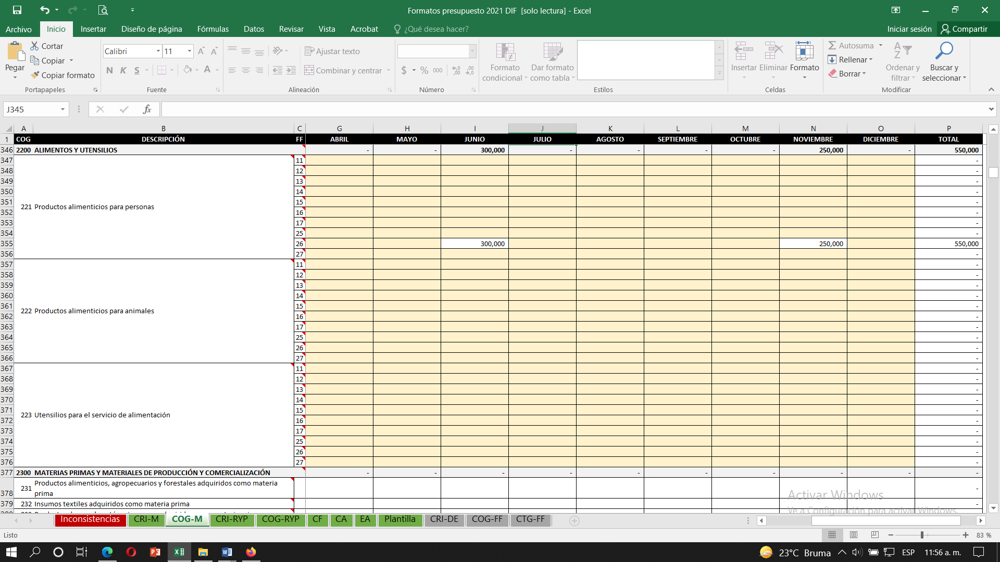 Formatos presupuesto 2021 DIF [solo lectura] - Excel
Archivo Inicio Insertar Diseño de página Fórmulas Datos Revisar Vista Acrobat ¿Qué desea hacer? Iniciar sesión Compartir
Pegar Cortar Copiar Copiar formato
Calibri 11
N K S A
Ajustar texto
Combinar y centrar
$ % 000
Formato condicional Dar formato como tabla
Insertar Eliminar Formato
Autosuma Rellenar Borrar
Ordenar y filtrar Buscar y seleccionar
Portapapeles Fuente Alineación Número Estilos Celdas Modificar
J345 fx
A B C G H I J K L M N O P
1 COG DESCRIPCIÓN FF ABRIL MAYO JUNIO JULIO AGOSTO SEPTIEMBRE OCTUBRE NOVIEMBRE DICIEMBRE TOTAL
346 2200 ALIMENTOS Y UTENSILIOS - - 300,000 - - - - 250,000 - 550,000
347 11 -
348 12 -
349 13 -
350 14 -
351 15 -
221 Productos alimenticios para personas
352 16 -
353 17 -
354 25 -
355 26 300,000 250,000 550,000
356 27 -
357 11 -
358 12 -
359 13 -
360 14 -
361 15 -
222 Productos alimenticios para animales
362 16 -
363 17 -
364 25 -
365 26 -
366 27 -
367 11 -
368 12 -
369 13 -
370 14 -
371 15 -
223 Utensilios para el servicio de alimentación
372 16 -
373 17 -
374 25 -
375 26 -
376 27 -
377 2300 MATERIAS PRIMAS Y MATERIALES DE PRODUCCIÓN Y COMERCIALIZACIÓN - - - - - - - - - -
378 231 Productos alimenticios, agropecuarios y forestales adquiridos como materia prima -
379 232 Insumos textiles adquiridos como materia prima -
Activar Windows
Ve a Configuración para activar Windows.
Inconsistencias CRI-M COG-M CRI-RYP COG-RYP CF CA EA Plantilla CRI-DE COG-FF CTG-FF
Listo 83 %
23°C Bruma ESP 11:56 a. m.